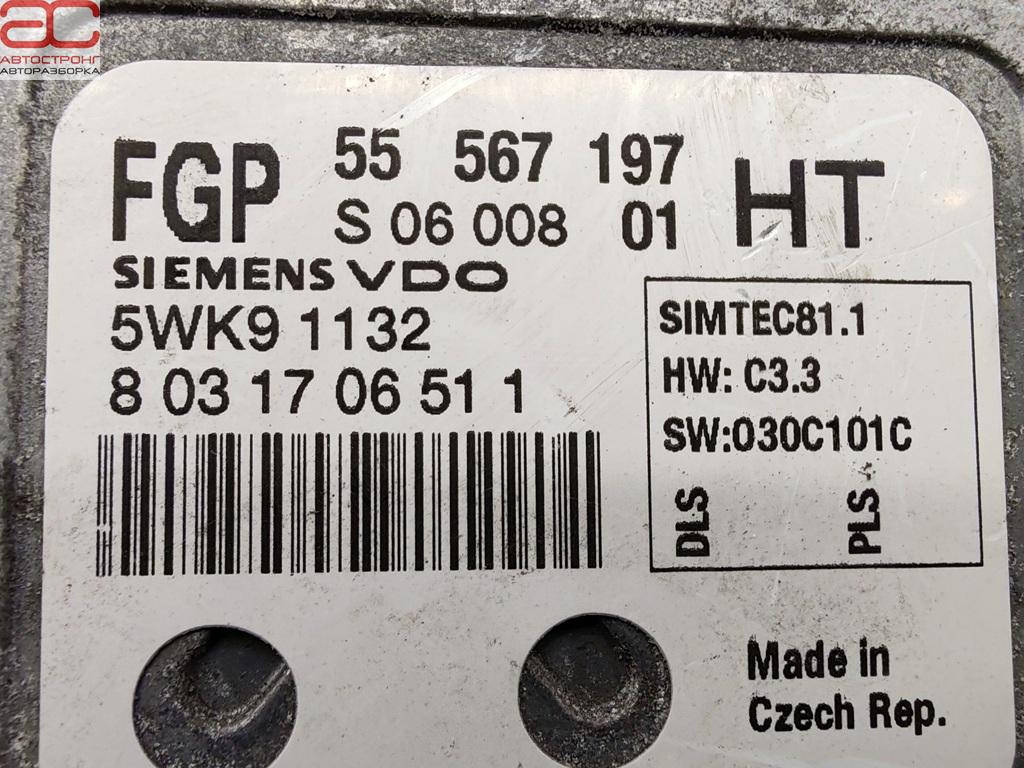 ac
АВТОСТРОНГ
АВТОРАЗБОРКА
FGP 55 567 197 HT
S 06 008 01
SIEMENS VDO
5WK9 1132
8 03 17 06 51 1
SIMTEC81.1
HW: C3.3
SW:030C101C
DLS PLS
Made in
Czech Rep.